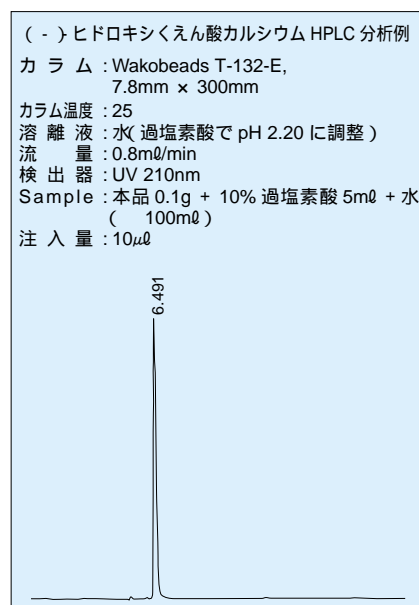 ( - )-ヒドロキシくえん酸カルシウム HPLC 分析例
カラム : Wakobeads T-132-E,
7.8mm × 300mm
カラム温度 : 25
溶離液 : 水( 過塩素酸で pH 2.20 に調整 )
流量 : 0.8mℓ/min
検出器 : UV 210nm
Sample : 本品 0.1g + 10% 過塩素酸 5mℓ + 水
( 100mℓ )
注入量 : 10μℓ
6.491